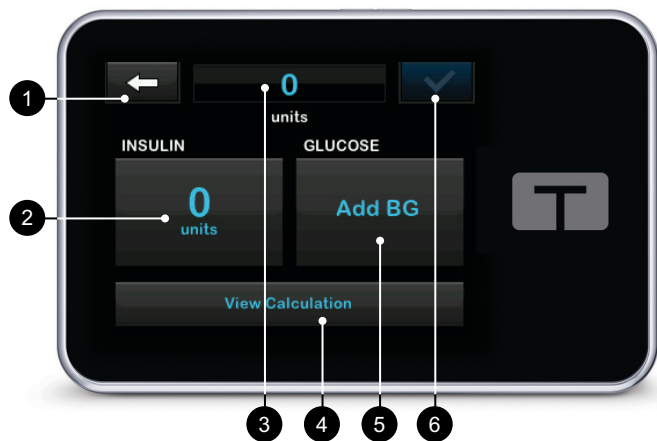 0
units
INSULIN GLUCOSE
0
units
Add BG
View Calculation
T
1
2
3 4 5 6